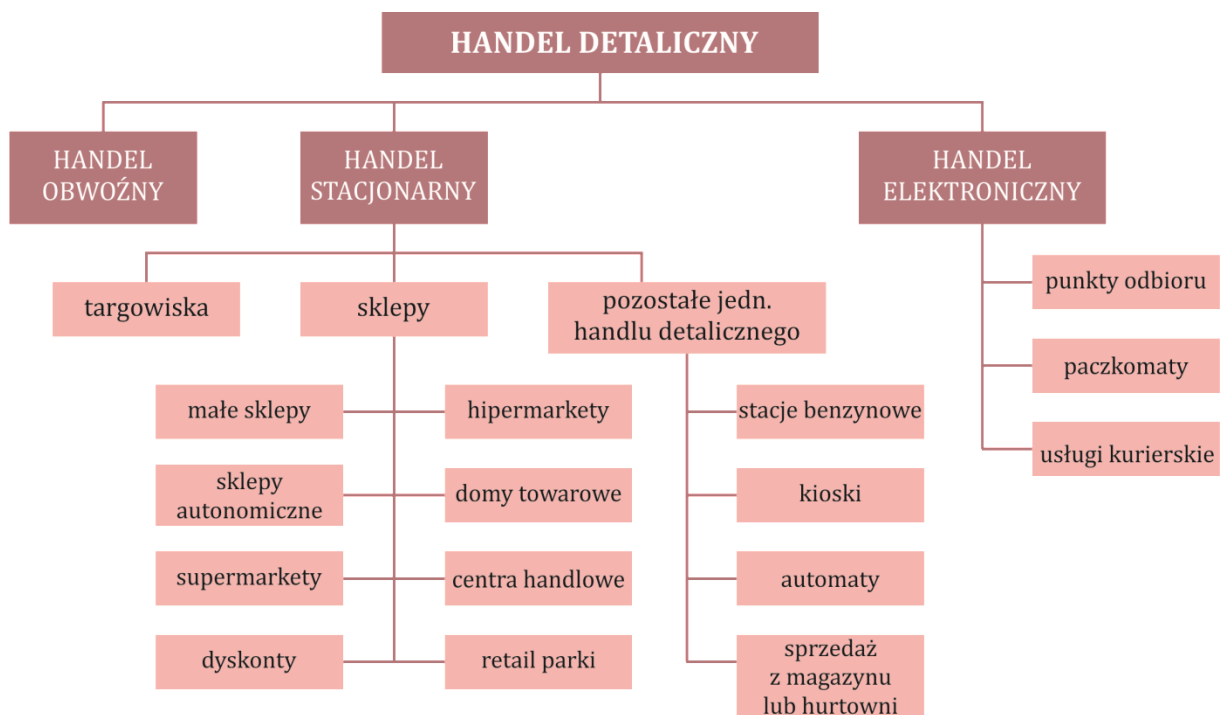 HANDEL DETALICZNY
HANDEL
OBWOŹNY
HANDEL
STACJONARNY
HANDEL
ELEKTRONICZNY
targowiska
sklepy
pozostałe jedn.
handlu detalicznego
małe sklepy
hipermarkety
sklepy
autonomiczne
domy towarowe
supermarkety
centra handlowe
dyskonty
retail parki
stacje benzynowe
kioski
automaty
sprzedaż
z magazynu
lub hurtowni
punkty odbioru
paczkomaty
usługi kurierskie